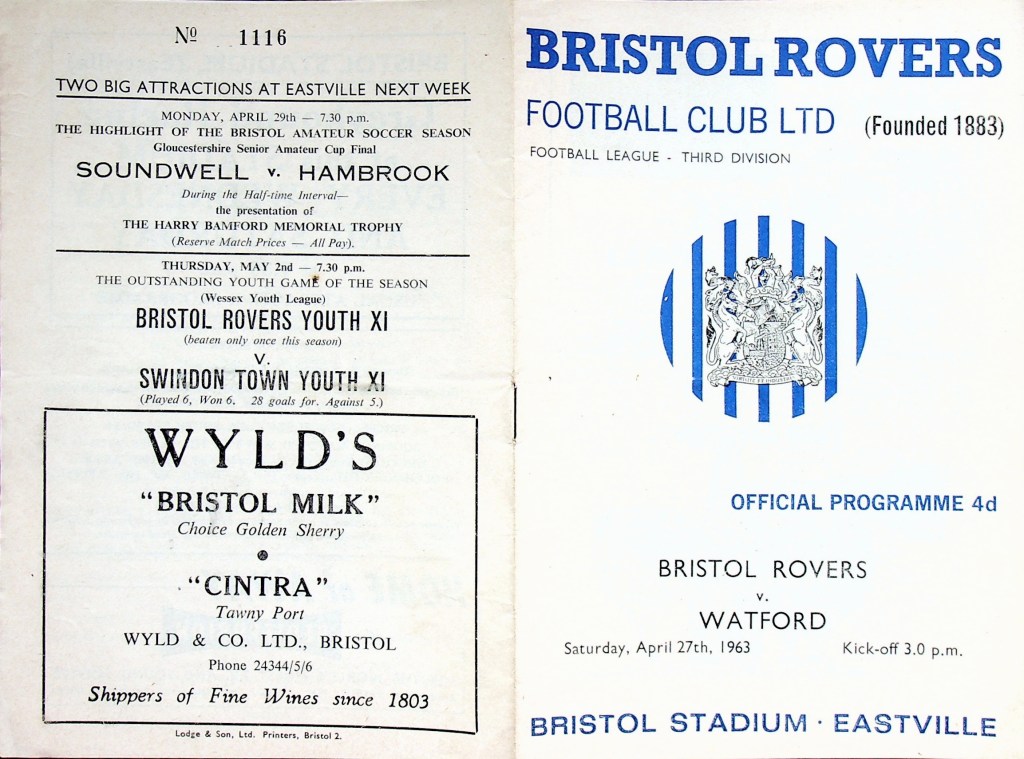 Nº 1116
TWO BIG ATTRACTIONS AT EASTVILLE NEXT WEEK
MONDAY, APRIL 29th — 7.30 p.m.
THE HIGHLIGHT OF THE BRISTOL AMATEUR SOCCER SEASON
Gloucestershire Senior Amateur Cup Final
SOUNDWELL v. HAMBROOK
During the Half-time Interval—
the presentation of
THE HARRY BAMFORD MEMORIAL TROPHY
(Reserve Match Prices — All Pay).
THURSDAY, MAY 2nd — 7.30 p.m.
THE OUTSTANDING YOUTH GAME OF THE SEASON
(Wessex Youth League)
BRISTOL ROVERS YOUTH XI
(beaten only once this season)
V.
SWINDON TOWN YOUTH XI
(Played 6, Won 6. 28 goals for. Against 5.)
WYLD'S
"BRISTOL MILK"
Choice Golden Sherry
"CINTRA"
Tawny Port
WYLD & CO. LTD., BRISTOL
Phone 24344/5/6
Shippers of Fine Wines since 1803
Lodge & Son, Ltd. Printers, Bristol 2.
BRISTOL ROVERS
FOOTBALL CLUB LTD (Founded 1883)
FOOTBALL LEAGUE - THIRD DIVISION
OFFICIAL PROGRAMME 4d
BRISTOL ROVERS
v.
WATFORD
Saturday, April 27th, 1963 Kick-off 3.0 p.m.
BRISTOL STADIUM · EASTVILLE